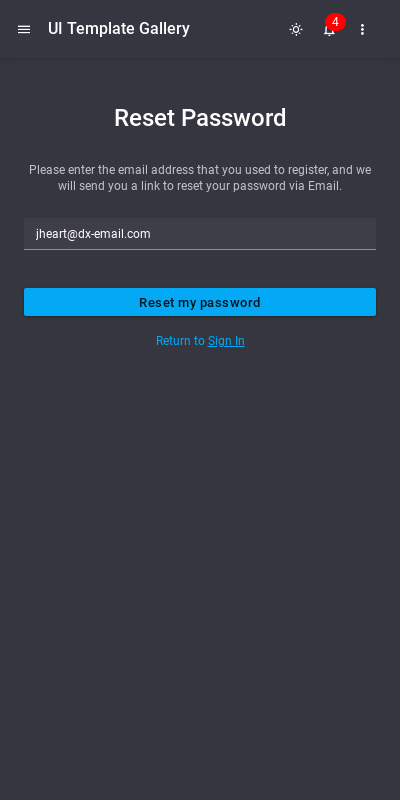 UI Template Gallery
4
Reset Password
Please enter the email address that you used to register, and we
will send you a link to reset your password via Email.
jheart@dx-email.com
Reset my password
Return to Sign In